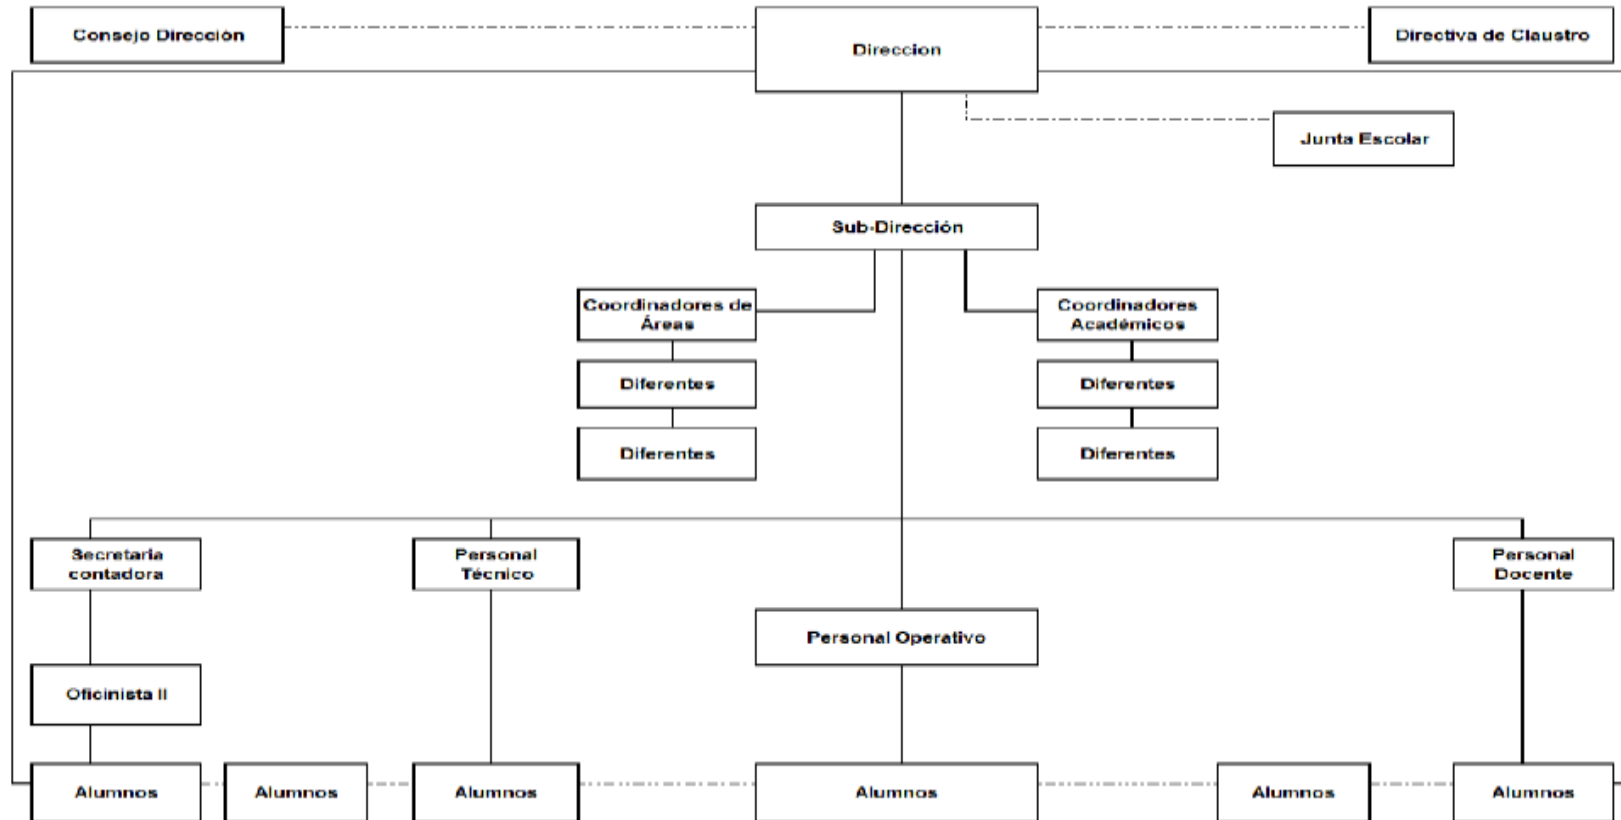 Consejo Dirección
Direccion
Directiva de Claustro
Junta Escolar
Sub-Dirección
Coordinadores de
Áreas
Coordinadores
Académicos
Diferentes
Diferentes
Diferentes
Diferentes
Secretaria
contadora
Personal
Técnico
Personal
Docente
Personal Operativo
Oficinista II
Alumnos
Alumnos
Alumnos
Alumnos
Alumnos
Alumnos